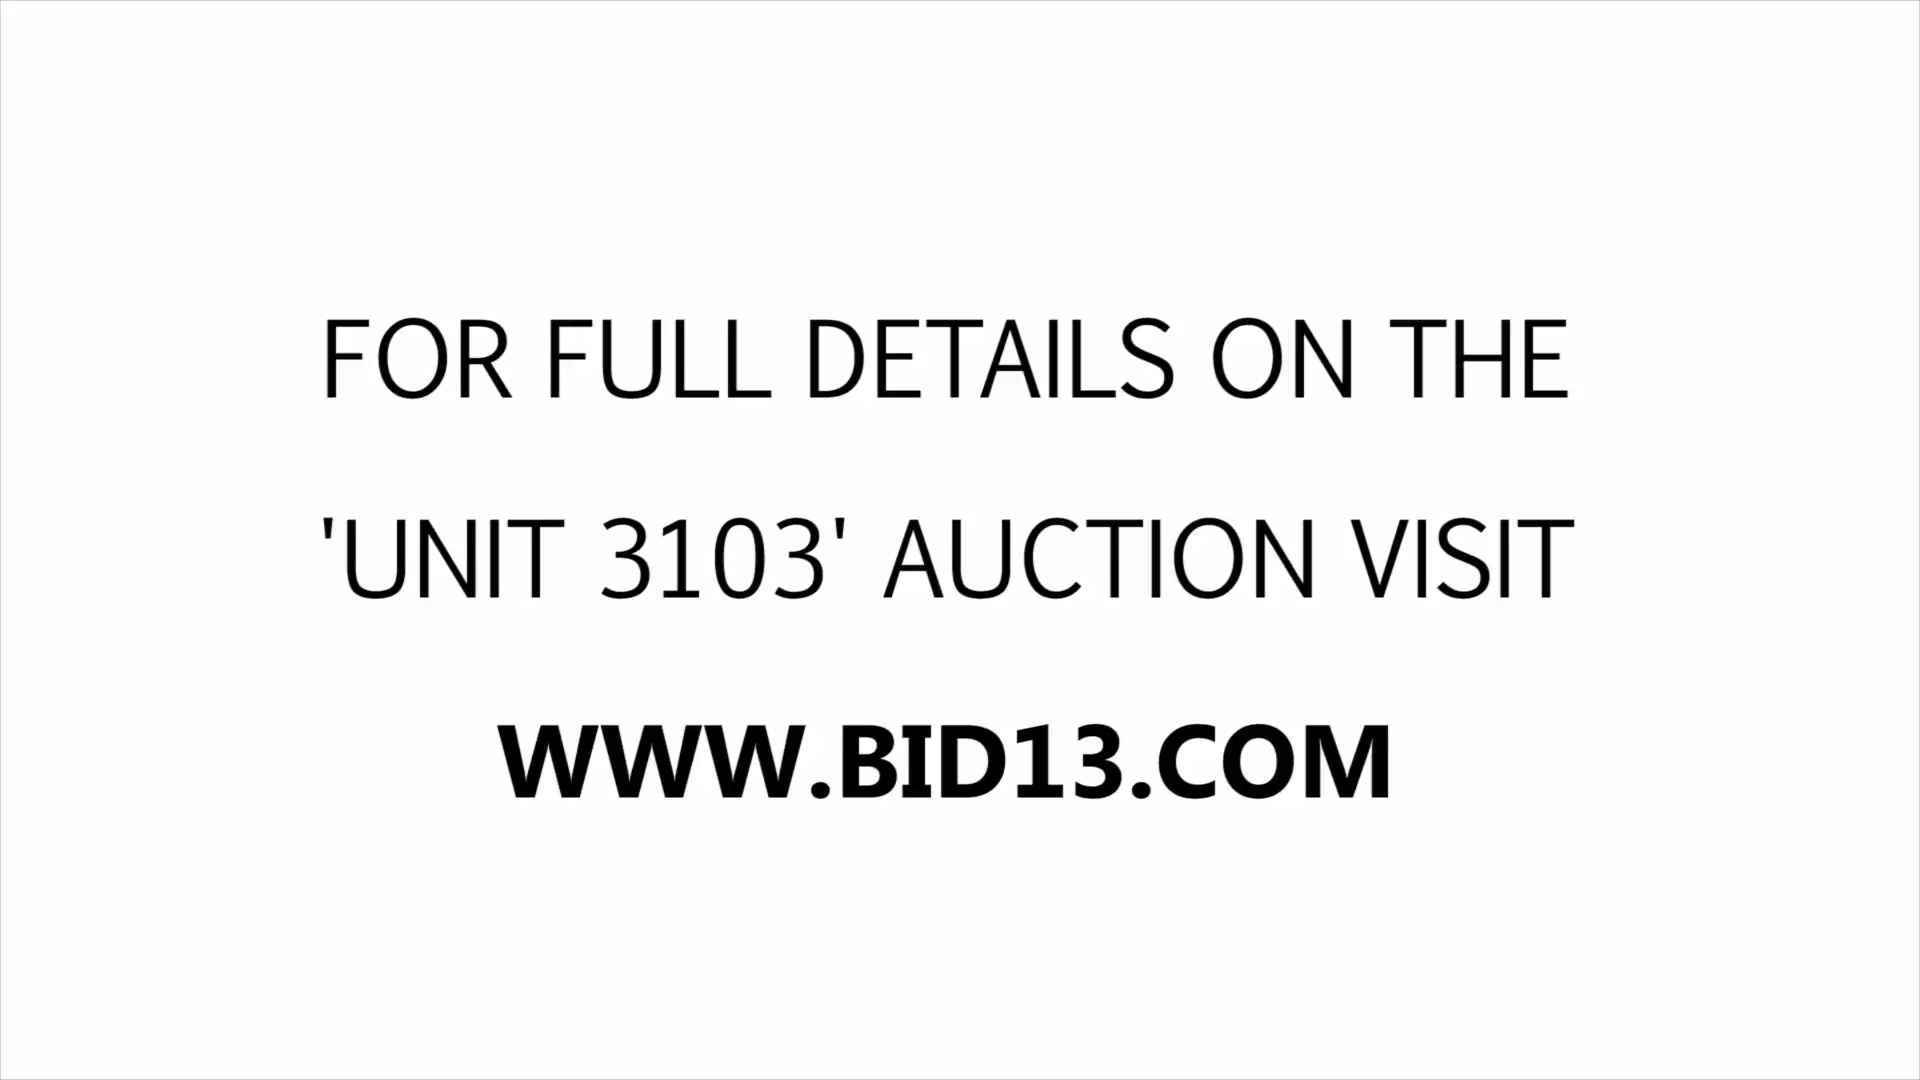 FOR FULL DETAILS ON THE
'UNIT 3103' AUCTION VISIT
WWW.BID13.COM